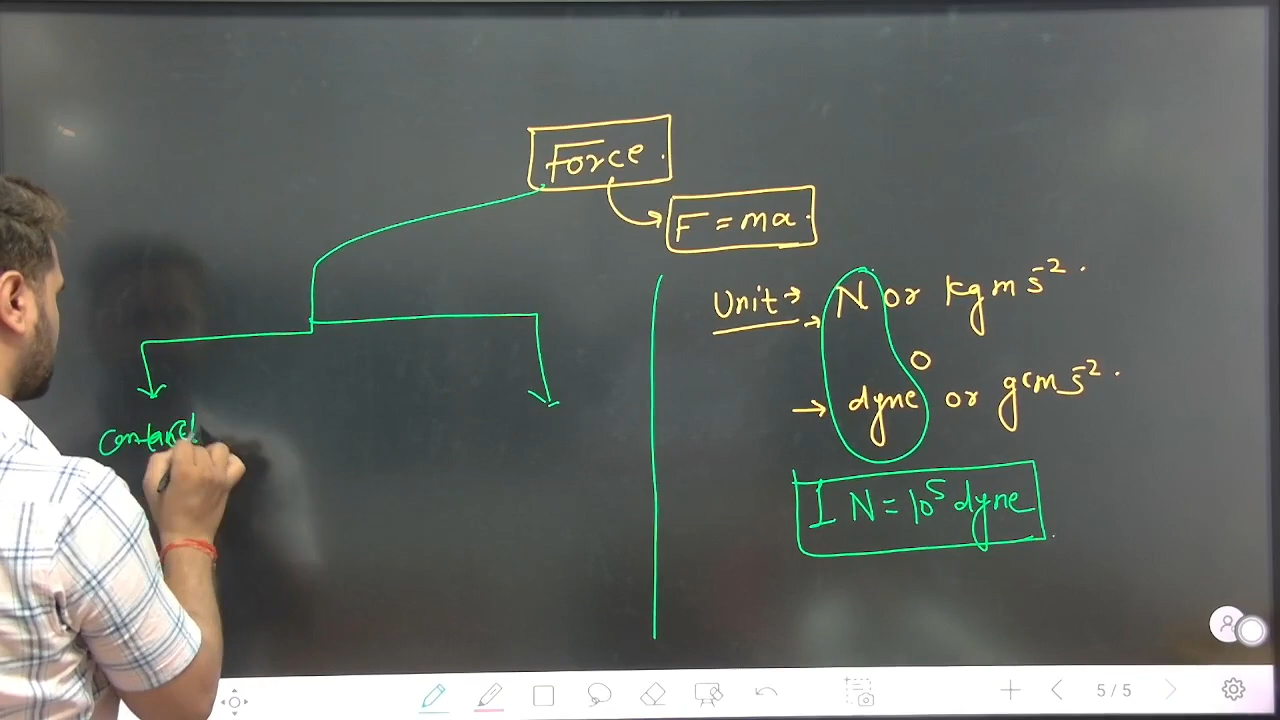 Force.
F = ma.
Unit → N or kg m s⁻².
→ dyne or g cm s⁻².
1 N = 10⁵ dyne
Contact
5 / 5